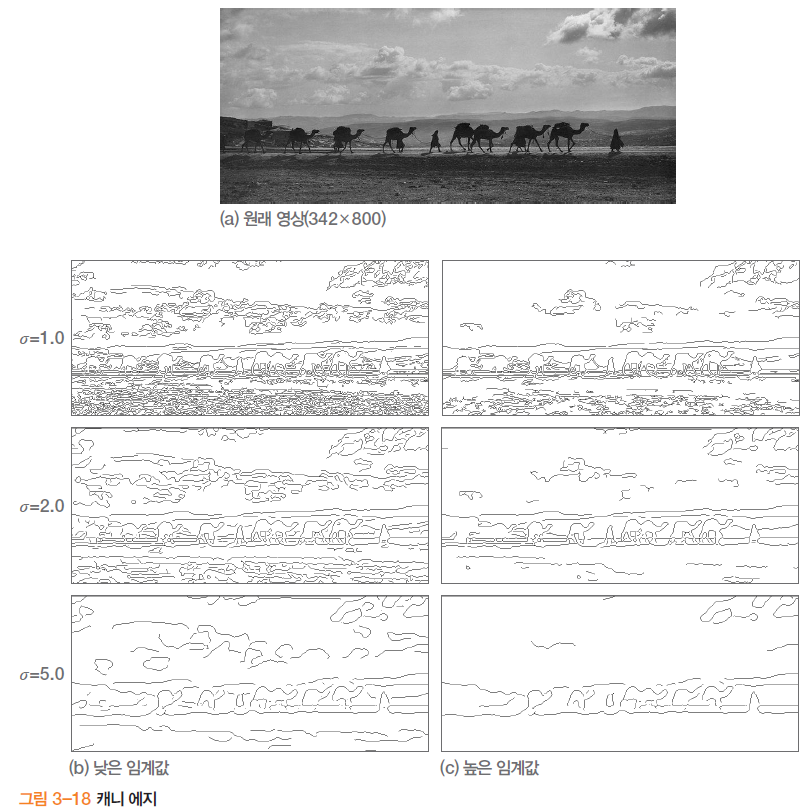 (a) 원래 영상(342×800)
σ=1.0
σ=2.0
σ=5.0
(b) 낮은 임계값
(c) 높은 임계값
그림 3-18 캐니 에지